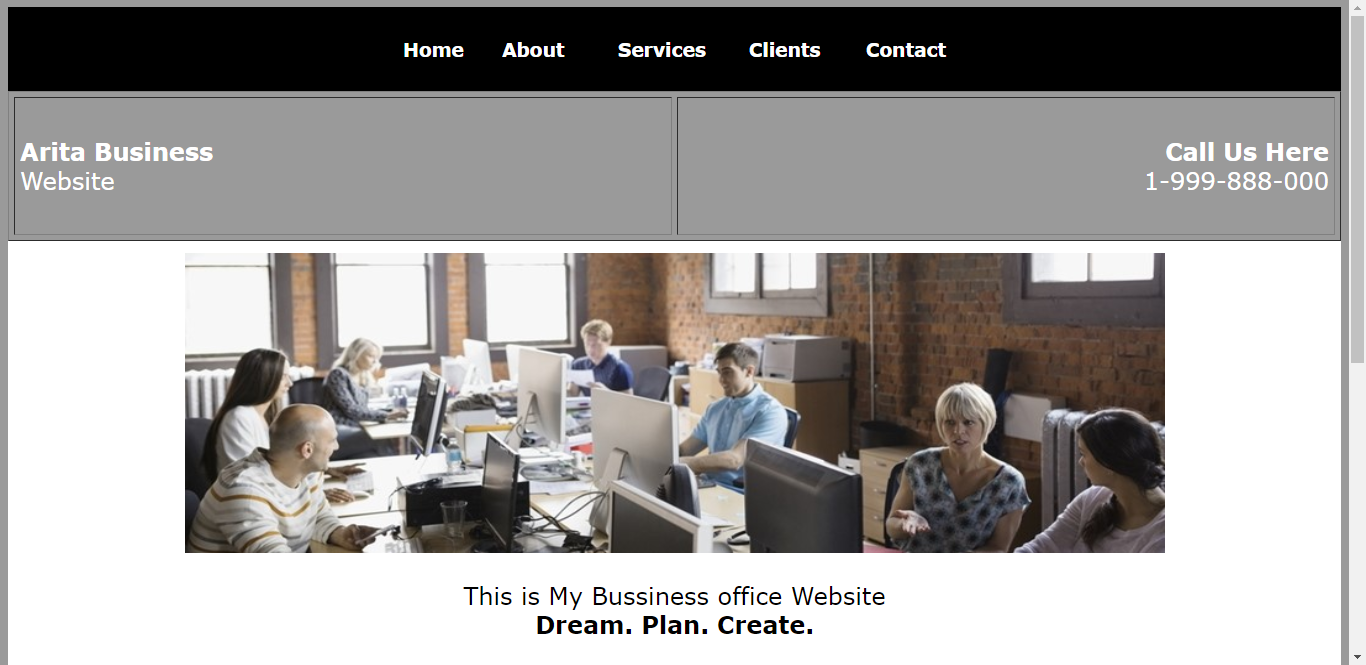 Home About Services Clients Contact
Arita Business
Website
Call Us Here
1-999-888-000
This is My Bussiness office Website
Dream. Plan. Create.